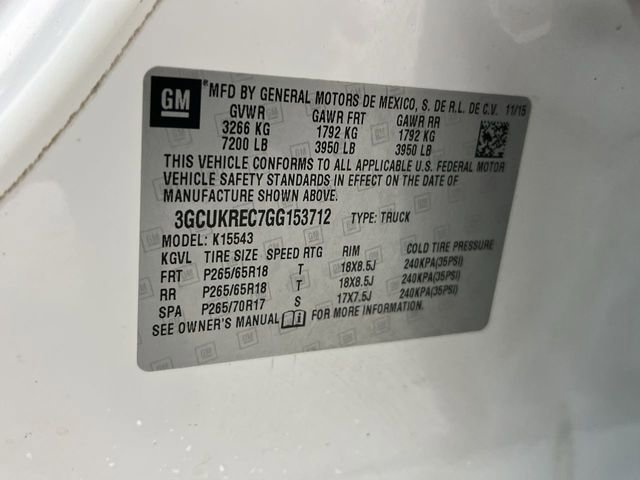 GM
®MFD BY GENERAL MOTORS DE MEXICO, S. DE R.L. DE C.V. 11/15
GVWR GAWR FRT GAWR RR
3266 KG 1792 KG 1792 KG
7200 LB 3950 LB 3950 LB
THIS VEHICLE CONFORMS TO ALL APPLICABLE U.S. FEDERAL MOTOR
VEHICLE SAFETY STANDARDS IN EFFECT ON THE DATE OF
MANUFACTURE SHOWN ABOVE.
3GCUKREC7GG153712 TYPE: TRUCK
MODEL: K15543
KGVL TIRE SIZE SPEED RTG RIM COLD TIRE PRESSURE
FRT P265/65R18 T 18X8.5J 240KPA(35PSI)
RR P265/65R18 T 18X8.5J 240KPA(35PSI)
SPA P265/70R17 S 17X7.5J 240KPA(35PSI)
SEE OWNER'S MANUAL FOR MORE INFORMATION.